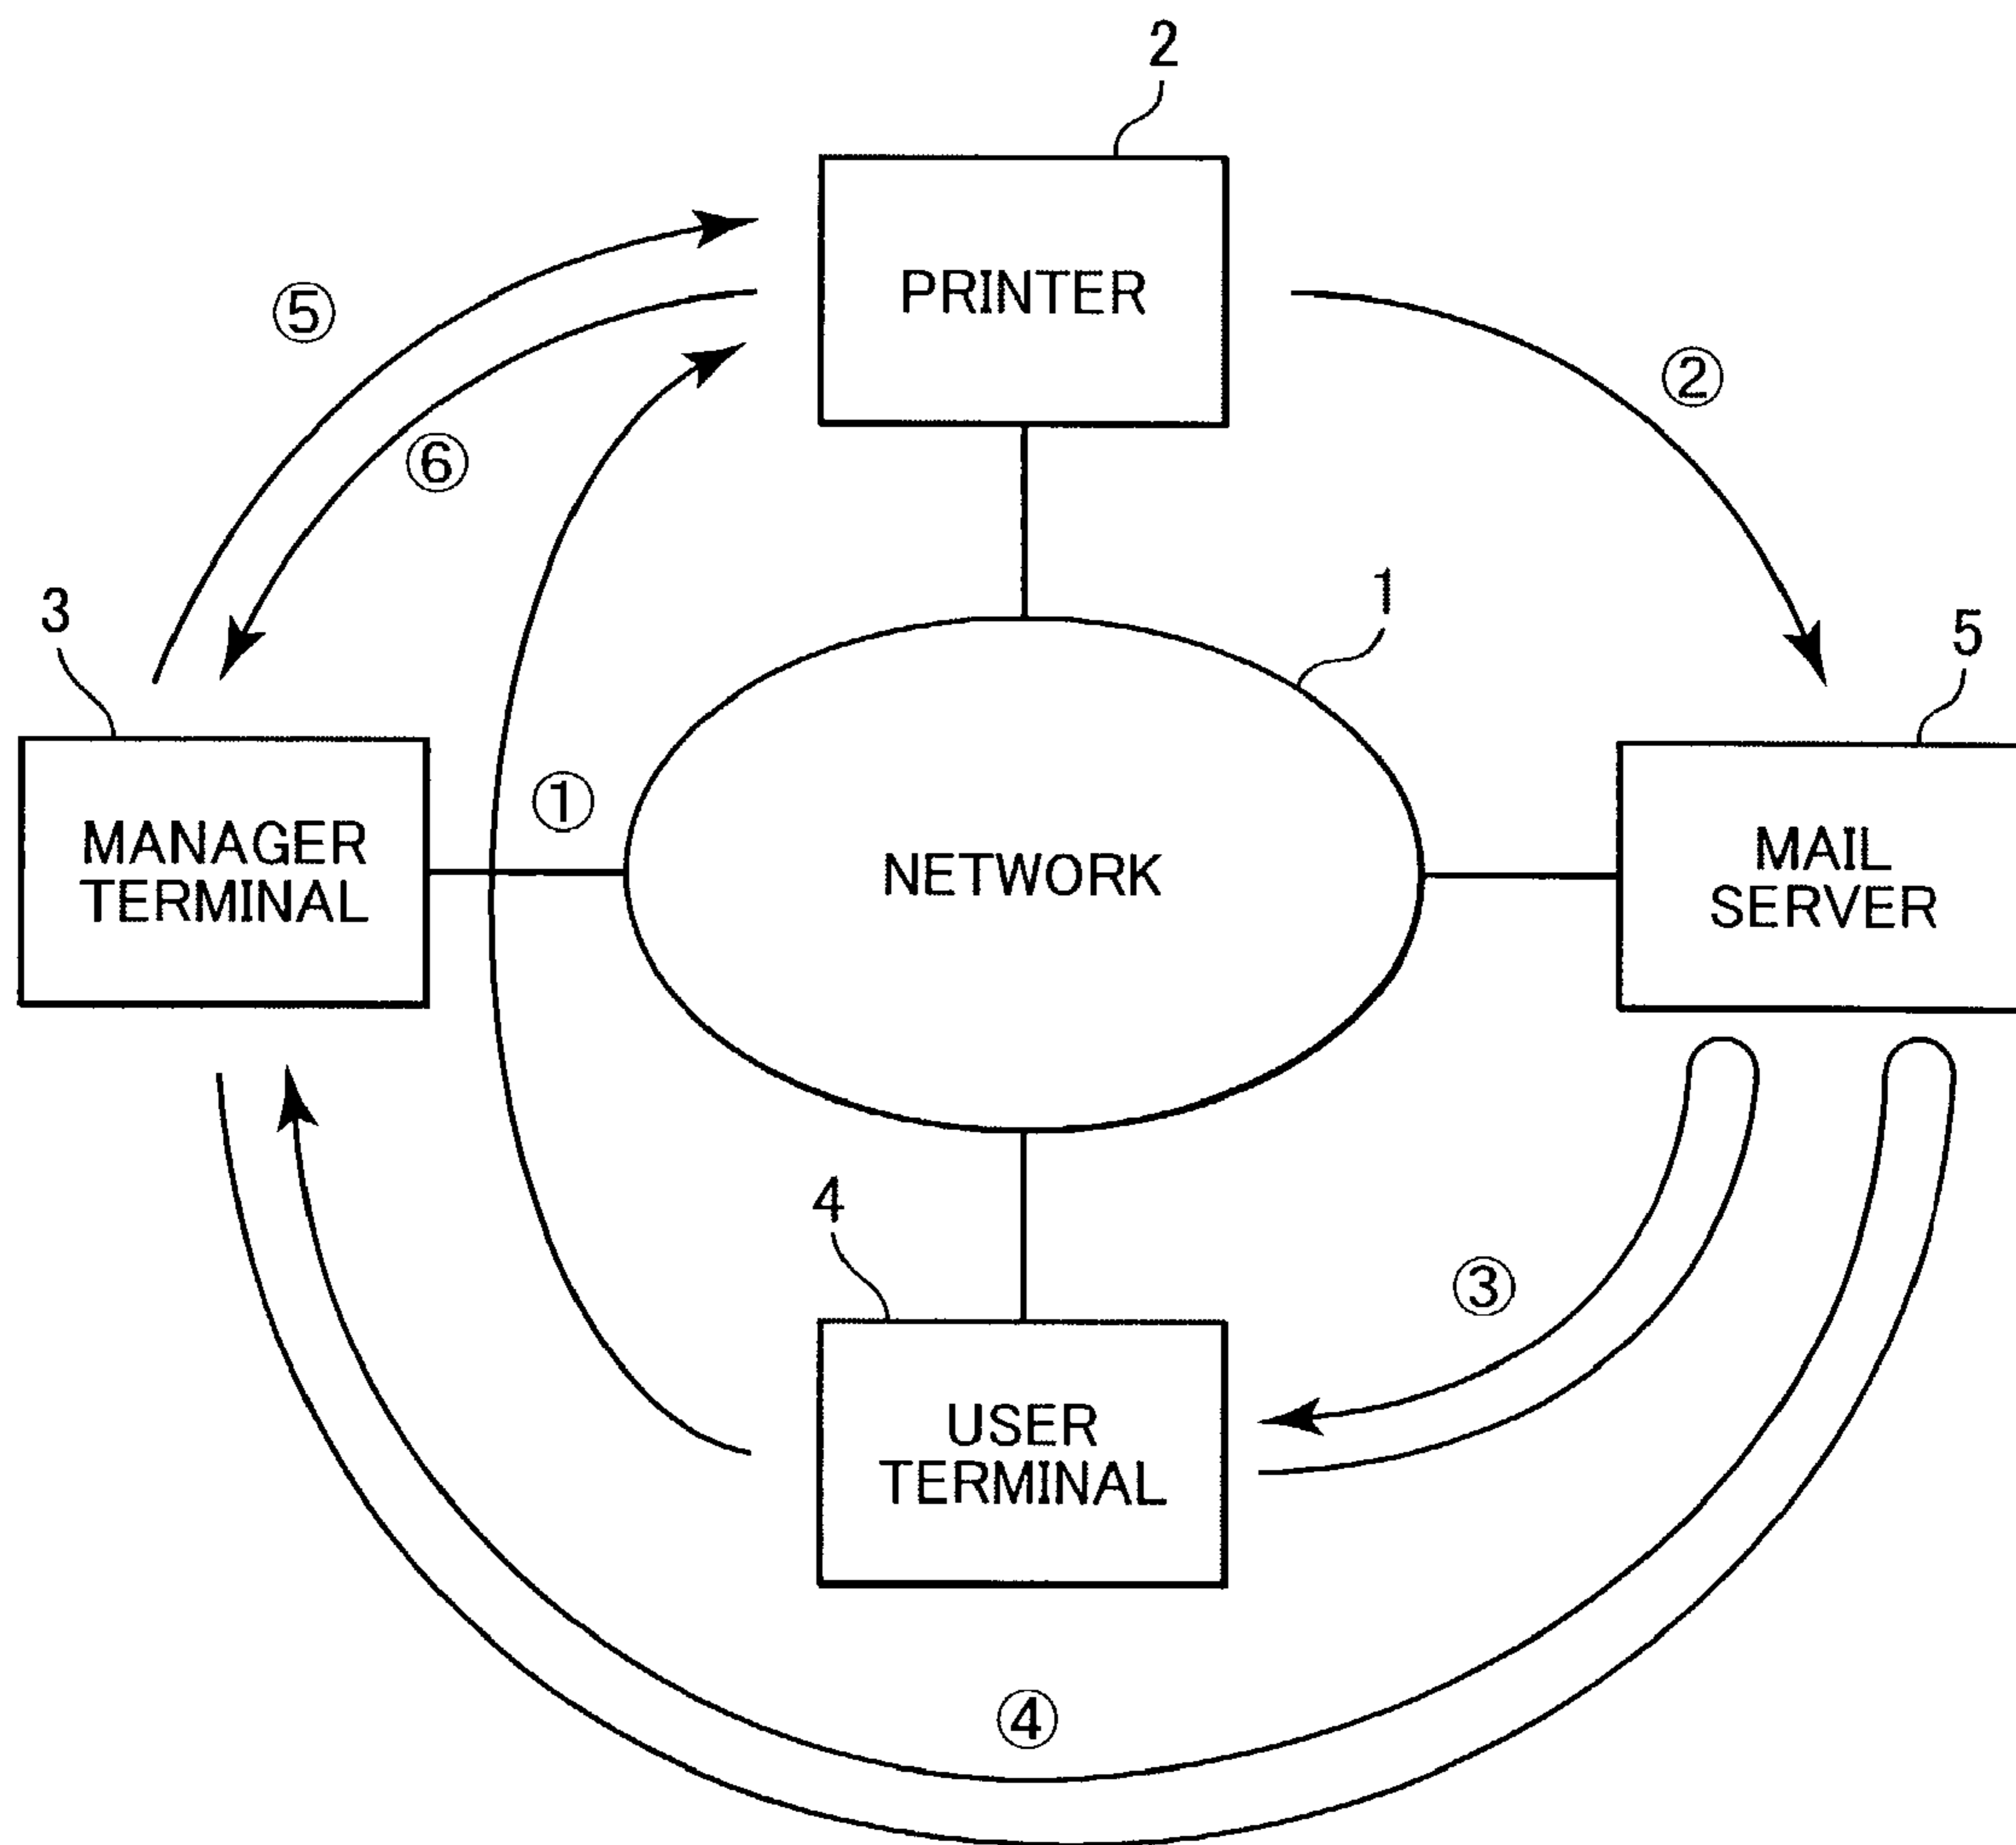 2
PRINTER
⑤
②
⑥
1
3
5
①
MANAGER
TERMINAL
NETWORK
MAIL
SERVER
4
③
USER
TERMINAL
④